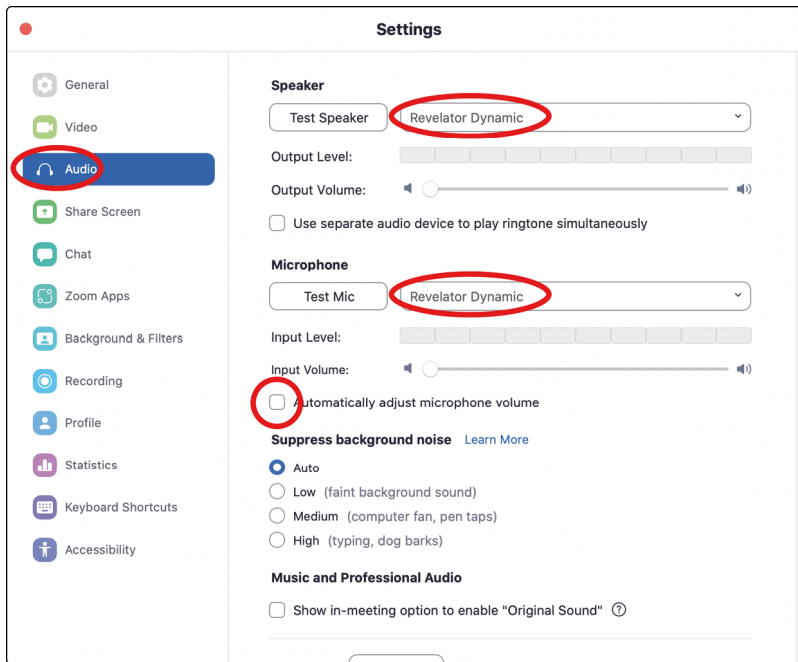 Settings
General
Video
Audio
Share Screen
Chat
Zoom Apps
Background & Filters
Recording
Profile
Statistics
Keyboard Shortcuts
Accessibility
Speaker
Test Speaker Revelator Dynamic
Output Level:
Output Volume:
Use separate audio device to play ringtone simultaneously
Microphone
Test Mic Revelator Dynamic
Input Level:
Input Volume:
Automatically adjust microphone volume
Suppress background noise Learn More
Auto
Low (faint background sound)
Medium (computer fan, pen taps)
High (typing, dog barks)
Music and Professional Audio
Show in-meeting option to enable "Original Sound" ?